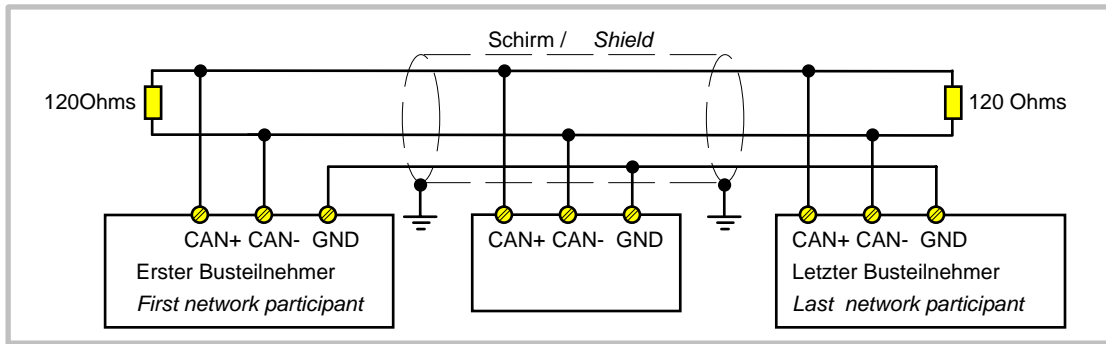 Schirm / Shield
120Ohms
120 Ohms
CAN+ CAN- GND
CAN+ CAN- GND
CAN+ CAN- GND
Erster Busteilnehmer
First network participant
Letzter Busteilnehmer
Last network participant